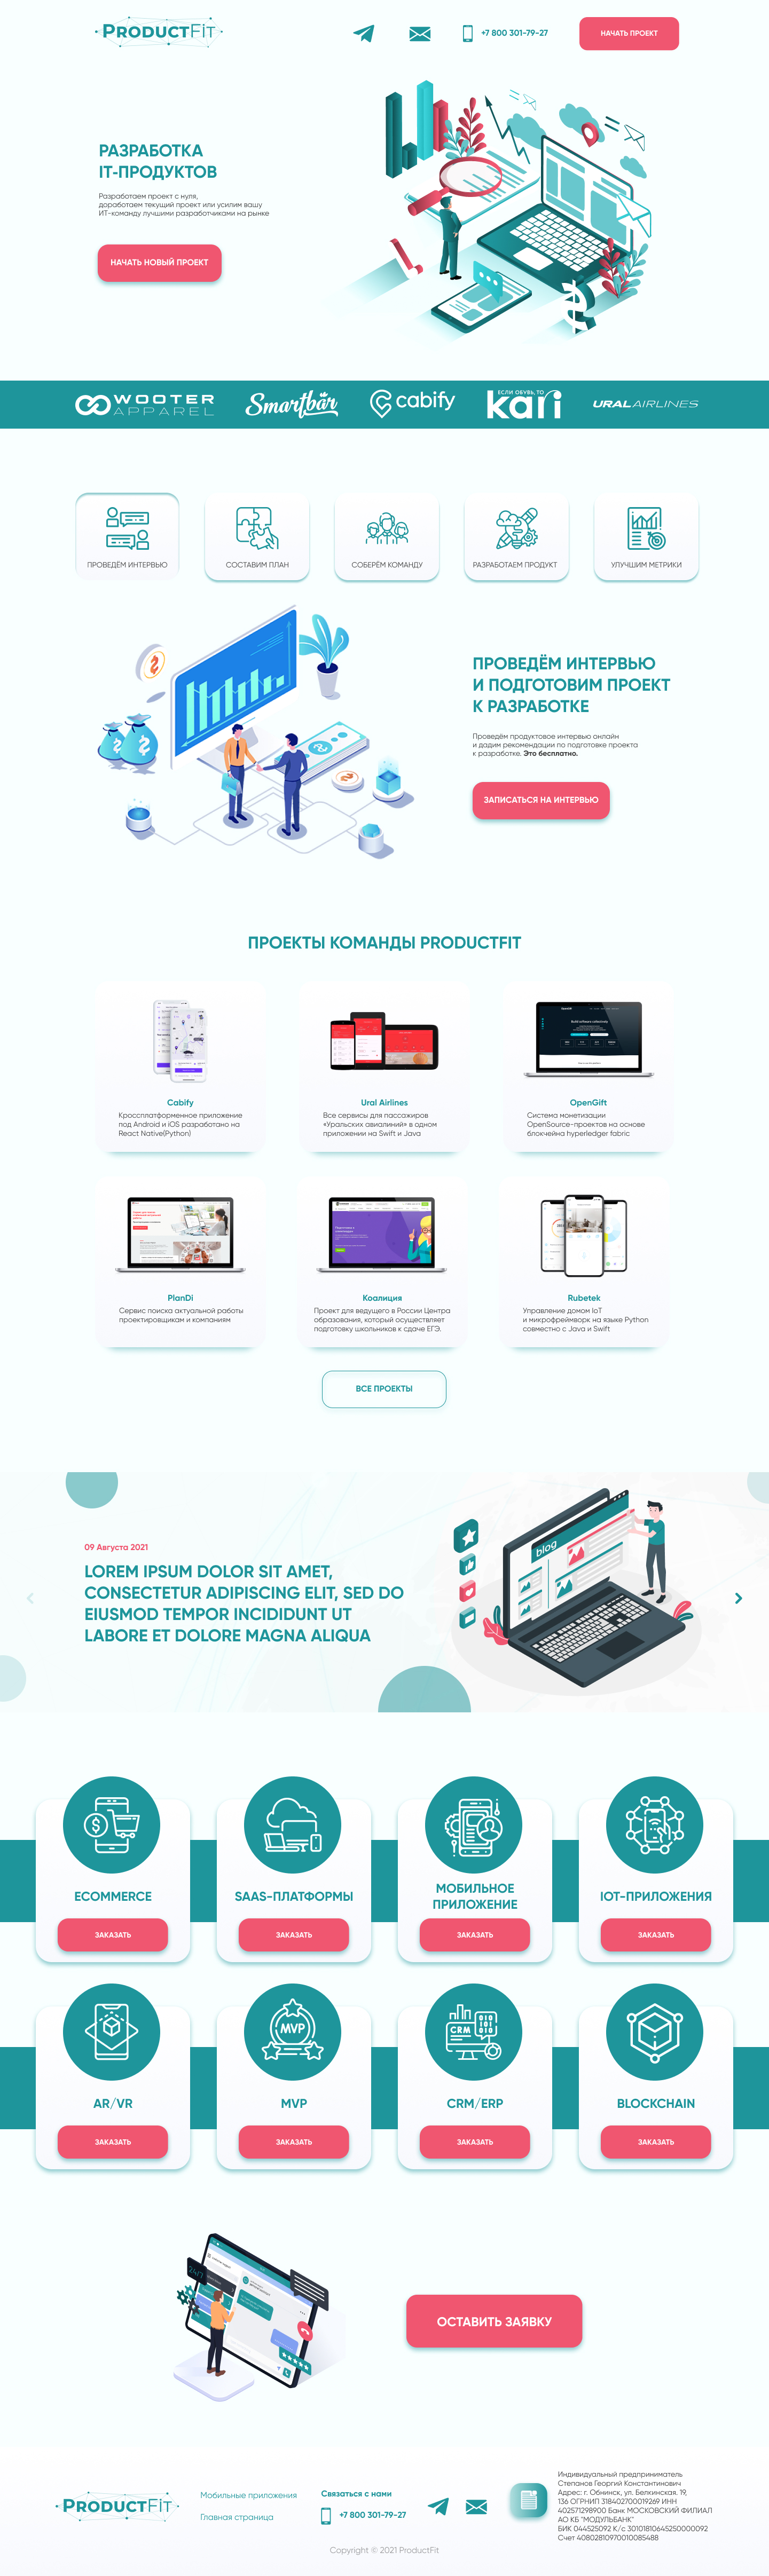 PRODUCTFIT
+7 800 301-79-27
НАЧАТЬ ПРОЕКТ
РАЗРАБОТКА
IT-ПРОДУКТОВ
Разработаем проект с нуля,
доработаем текущий проект или усилим вашу
ИТ-команду лучшими разработчиками на рынке
НАЧАТЬ НОВЫЙ ПРОЕКТ
WOOTER
APPAREL
Smartbar
cabify
ЕСЛИ ОБУВЬ, ТО
kari
URAL AIRLINES
ПРОВЕДЁМ ИНТЕРВЬЮ
СОСТАВИМ ПЛАН
СОБЕРЁМ КОМАНДУ
РАЗРАБОТАЕМ ПРОДУКТ
УЛУЧШИМ МЕТРИКИ
ПРОВЕДЁМ ИНТЕРВЬЮ
И ПОДГОТОВИМ ПРОЕКТ
К РАЗРАБОТКЕ
Проведём продуктовое интервью онлайн
и дадим рекомендации по подготовке проекта
к разработке. Это бесплатно.
ЗАПИСАТЬСЯ НА ИНТЕРВЬЮ
ПРОЕКТЫ КОМАНДЫ PRODUCTFIT
Cabify
Кроссплатформенное приложение
под Android и iOS разработано на
React Native(Python)
Ural Airlines
Все сервисы для пассажиров
«Уральских авиалиний» в одном
приложении на Swift и Java
Build software collectively
OpenGift
Система монетизации
OpenSource-проектов на основе
блокчейна hyperledger fabric
PlanDi
Сервис поиска актуальной работы
проектировщикам и компаниям
Коалиция
Проект для ведущего в России Центра
образования, который осуществляет
подготовку школьников к сдаче ЕГЭ.
Rubetek
Управление домом IoT
и микрофреймворк на языке Python
совместно с Java и Swift
ВСЕ ПРОЕКТЫ
09 Августа 2021
LOREM IPSUM DOLOR SIT AMET,
CONSECTETUR ADIPISCING ELIT, SED DO
EIUSMOD TEMPOR INCIDIDUNT UT
LABORE ET DOLORE MAGNA ALIQUA
blog
ECOMMERCE
ЗАКАЗАТЬ
SAAS-ПЛАТФОРМЫ
ЗАКАЗАТЬ
МОБИЛЬНОЕ
ПРИЛОЖЕНИЕ
ЗАКАЗАТЬ
IOT-ПРИЛОЖЕНИЯ
ЗАКАЗАТЬ
AR/VR
ЗАКАЗАТЬ
MVP
MVP
ЗАКАЗАТЬ
CRM
CRM/ERP
ЗАКАЗАТЬ
BLOCKCHAIN
ЗАКАЗАТЬ
24/7
ОСТАВИТЬ ЗАЯВКУ
PRODUCTFIT
Мобильные приложения
Главная страница
Связаться с нами
+7 800 301-79-27
Индивидуальный предприниматель
Степанов Георгий Константинович
Адрес: г. Обнинск, ул. Белкинская. 19,
136 ОГРНИП 318402700019269 ИНН
402571298900 Банк МОСКОВСКИЙ ФИЛИАЛ
АО КБ "МОДУЛЬБАНК"
БИК 044525092 К/с 30101810645250000092
Счет 40802810970010085488
Copyright © 2021 ProductFit